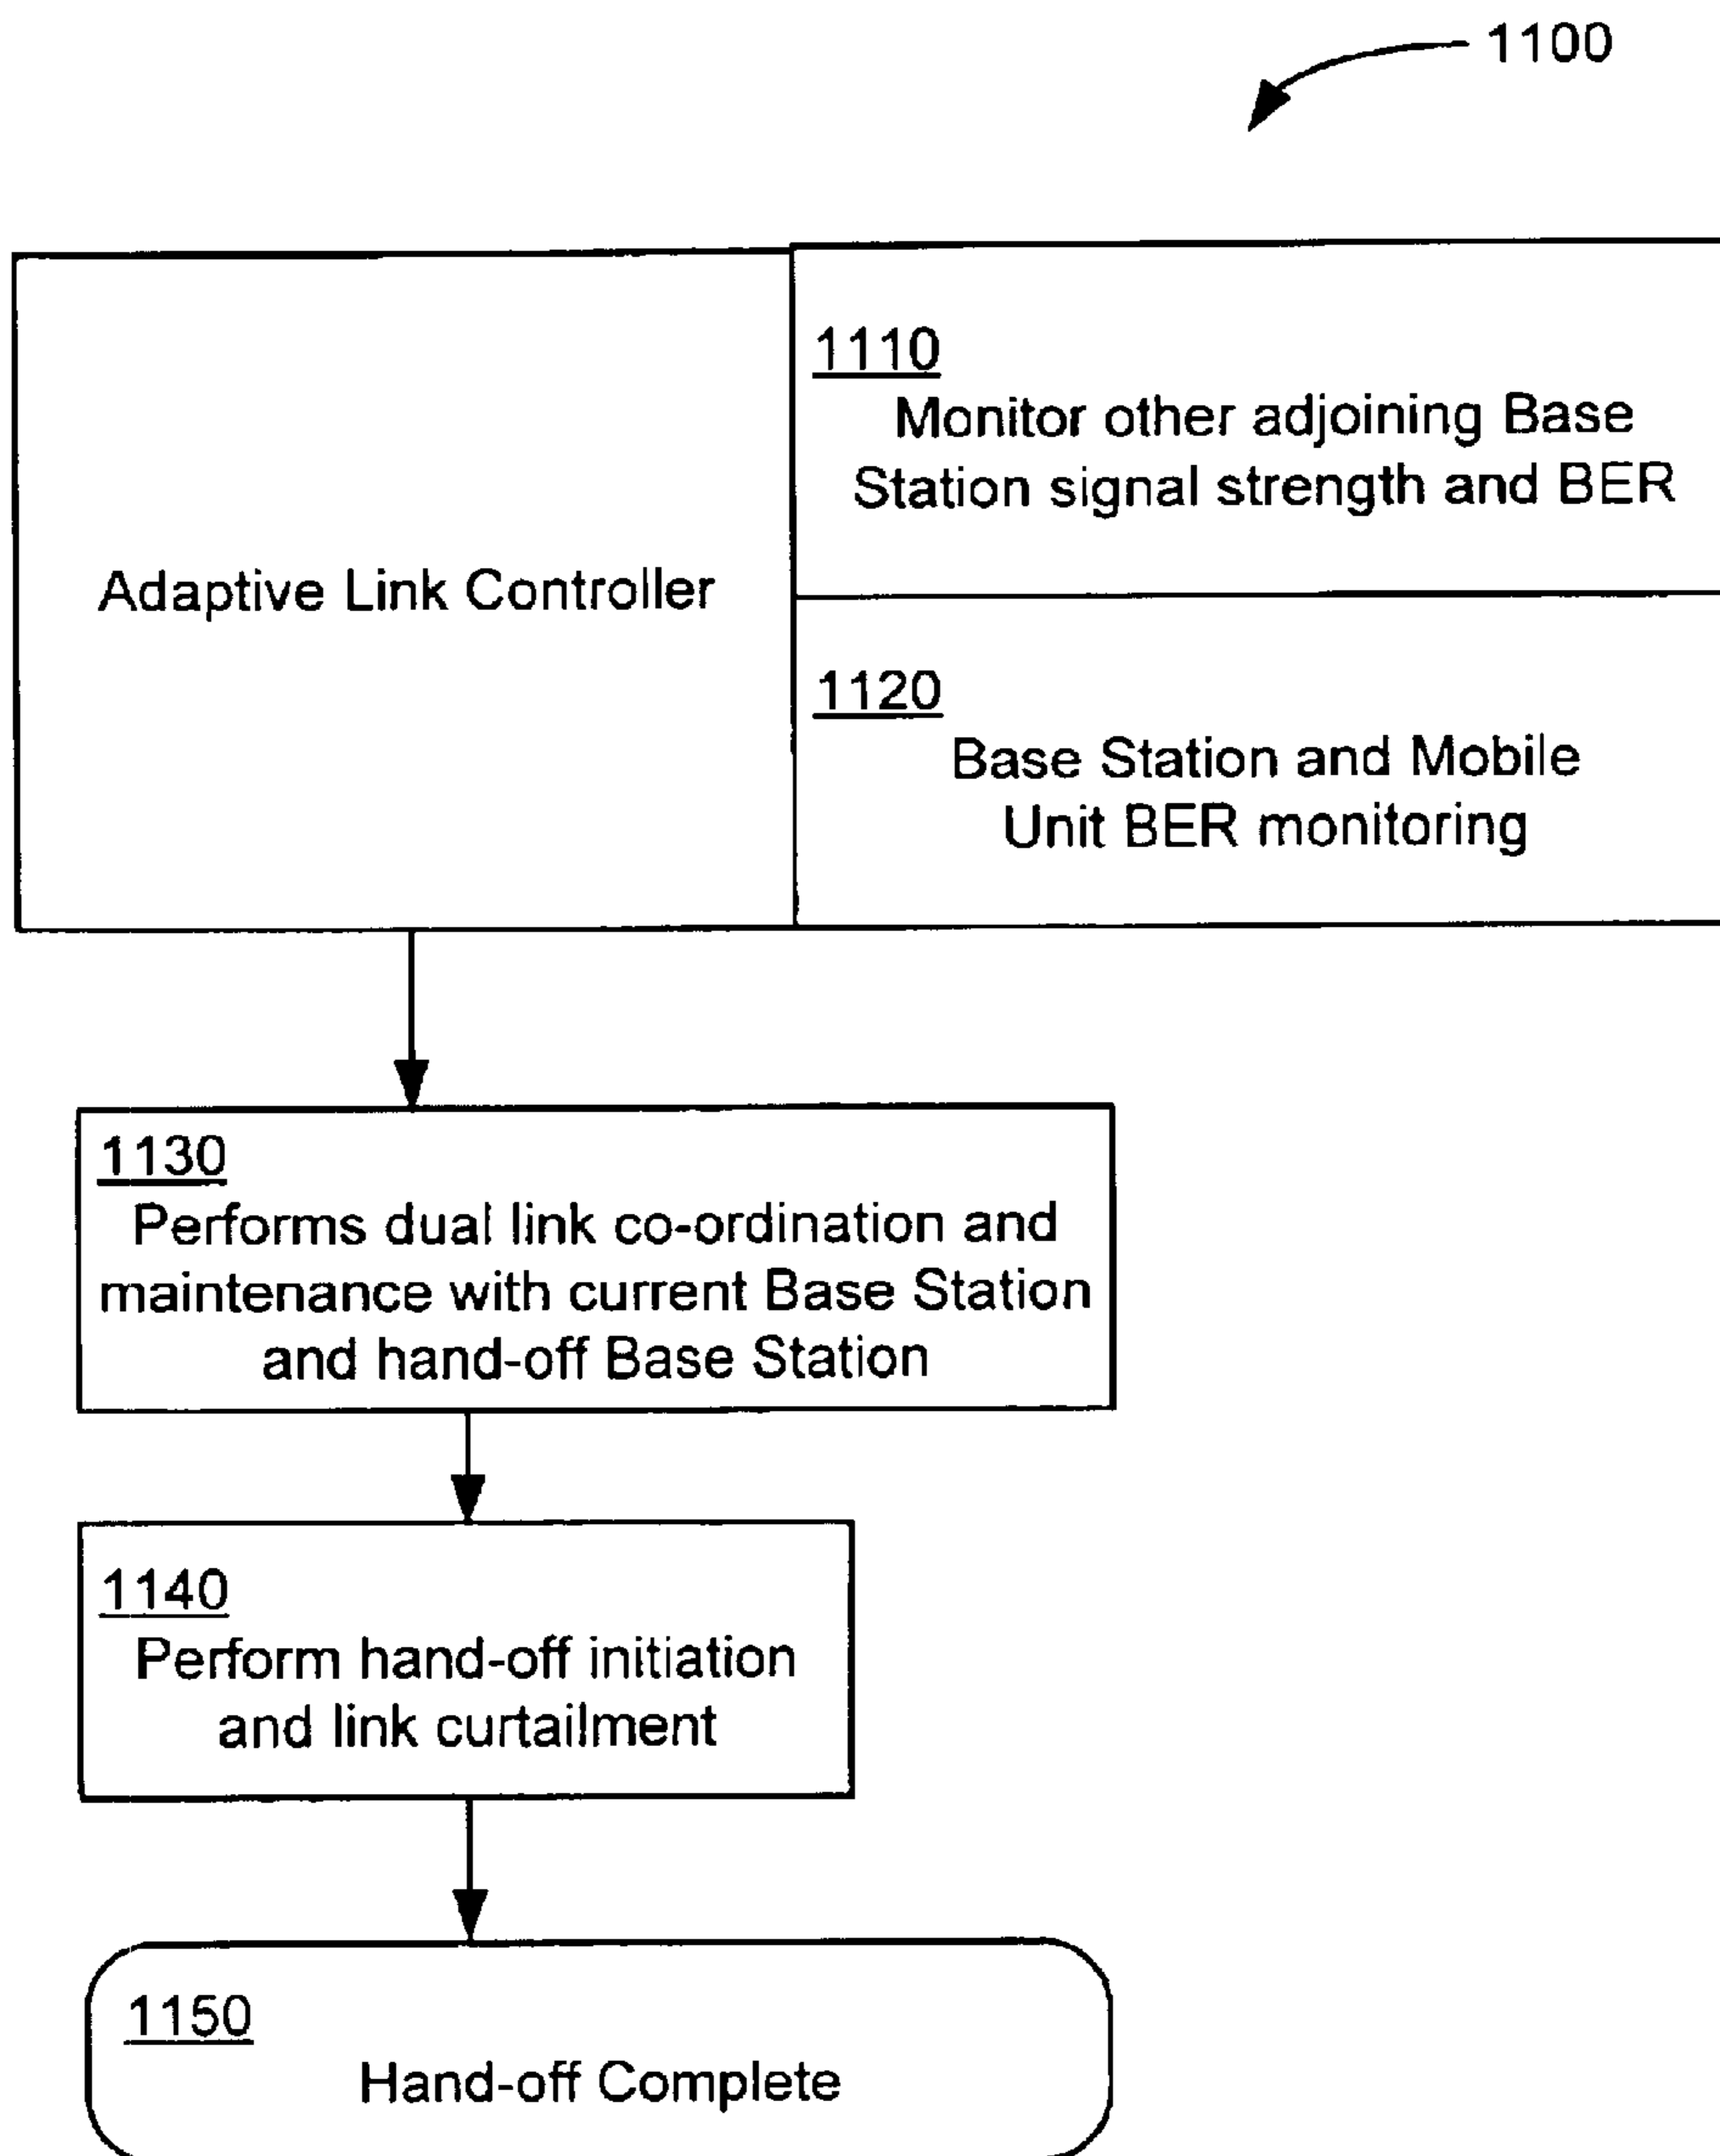 1100
1110
Monitor other adjoining Base
Station signal strength and BER
Adaptive Link Controller
1120
Base Station and Mobile
Unit BER monitoring
1130
Performs dual link co-ordination and
maintenance with current Base Station
and hand-off Base Station
1140
Perform hand-off initiation
and link curtailment
1150
Hand-off Complete